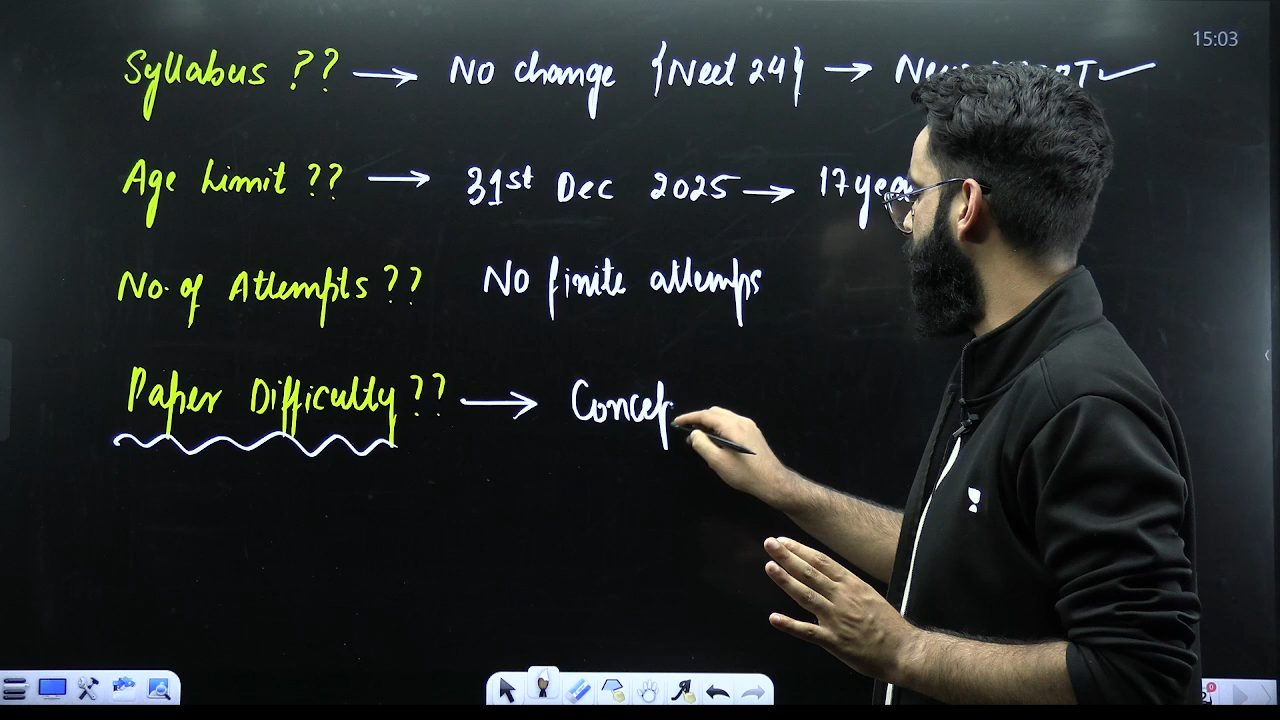 15:03
Syllabus ?? → No change {Neet 24} →
Age Limit ?? → 31st Dec 2025 → 17
No. of Attempts ?? No finite attemps
Paper Difficulty ?? → Concep